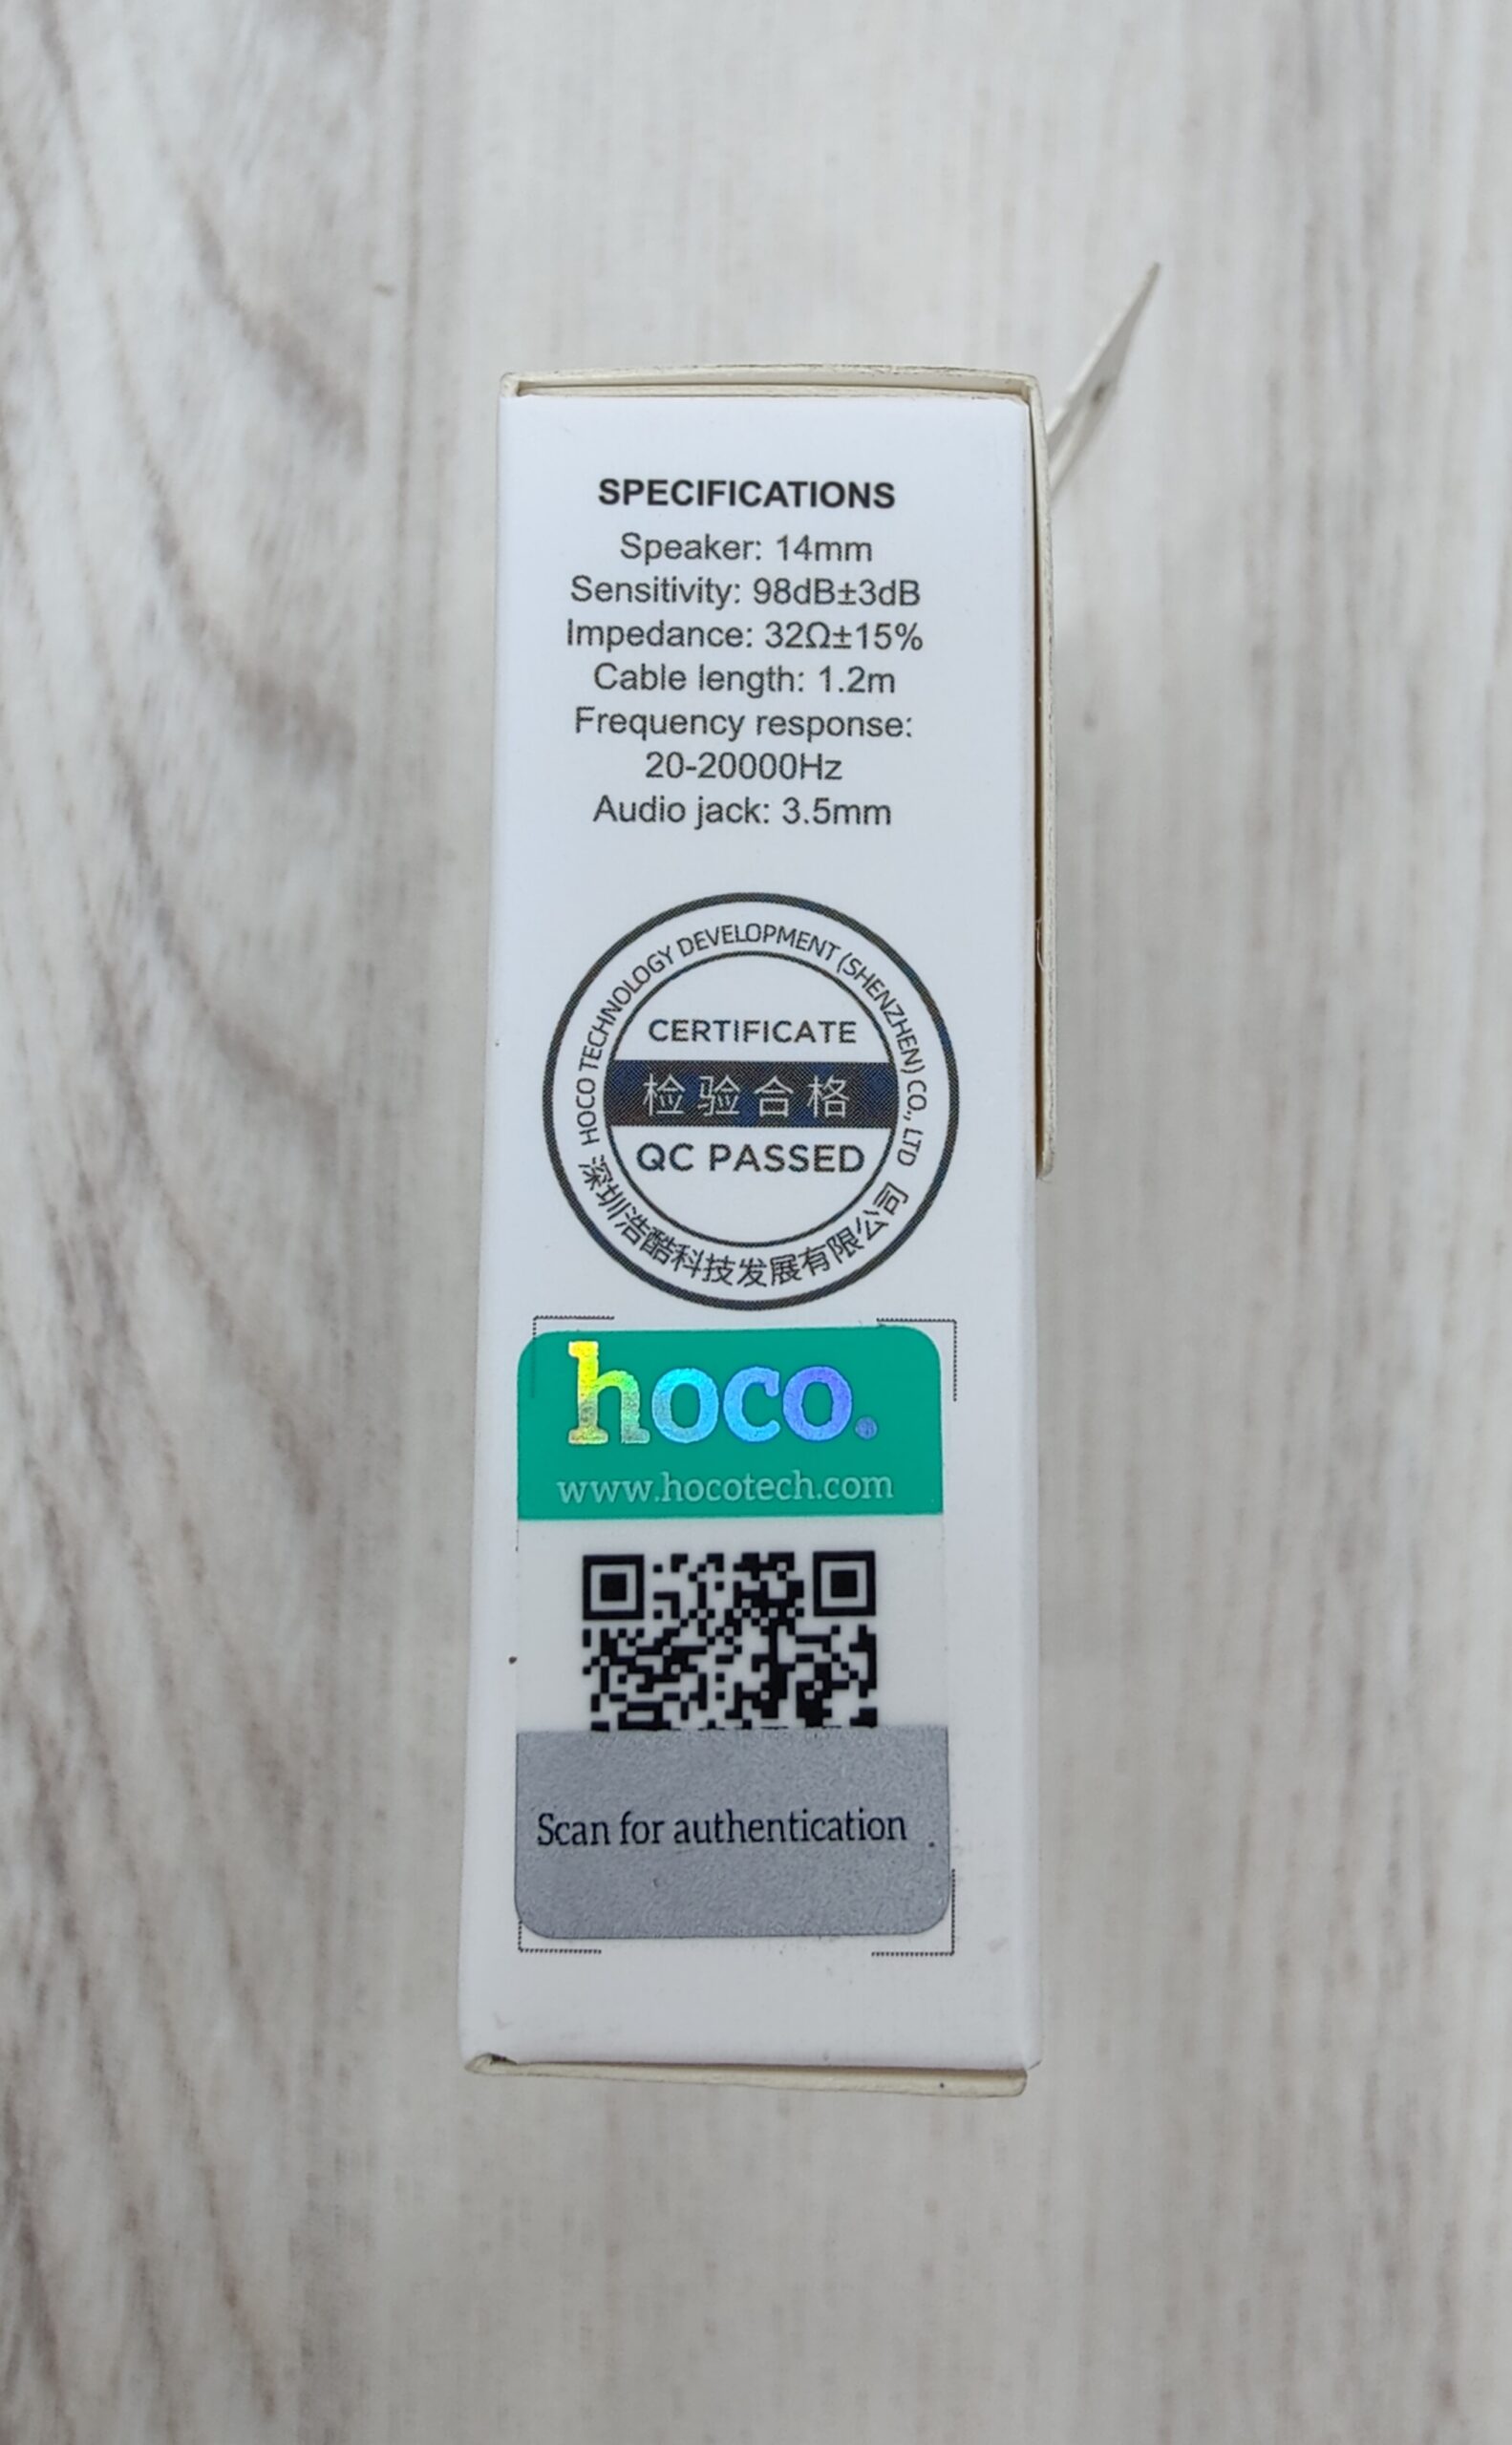 SPECIFICATIONS
Speaker: 14mm
Sensitivity: 98dB±3dB
Impedance: 32Ω±15%
Cable length: 1.2m
Frequency response:
20-20000Hz
Audio jack: 3.5mm
HOCO TECHNOLOGY DEVELOPMENT (SHENZHEN) CO., LTD
CERTIFICATE
检验合格
QC PASSED
深圳浩酷科技发展有限公司
hoco.
www.hocotech.com
Scan for authentication